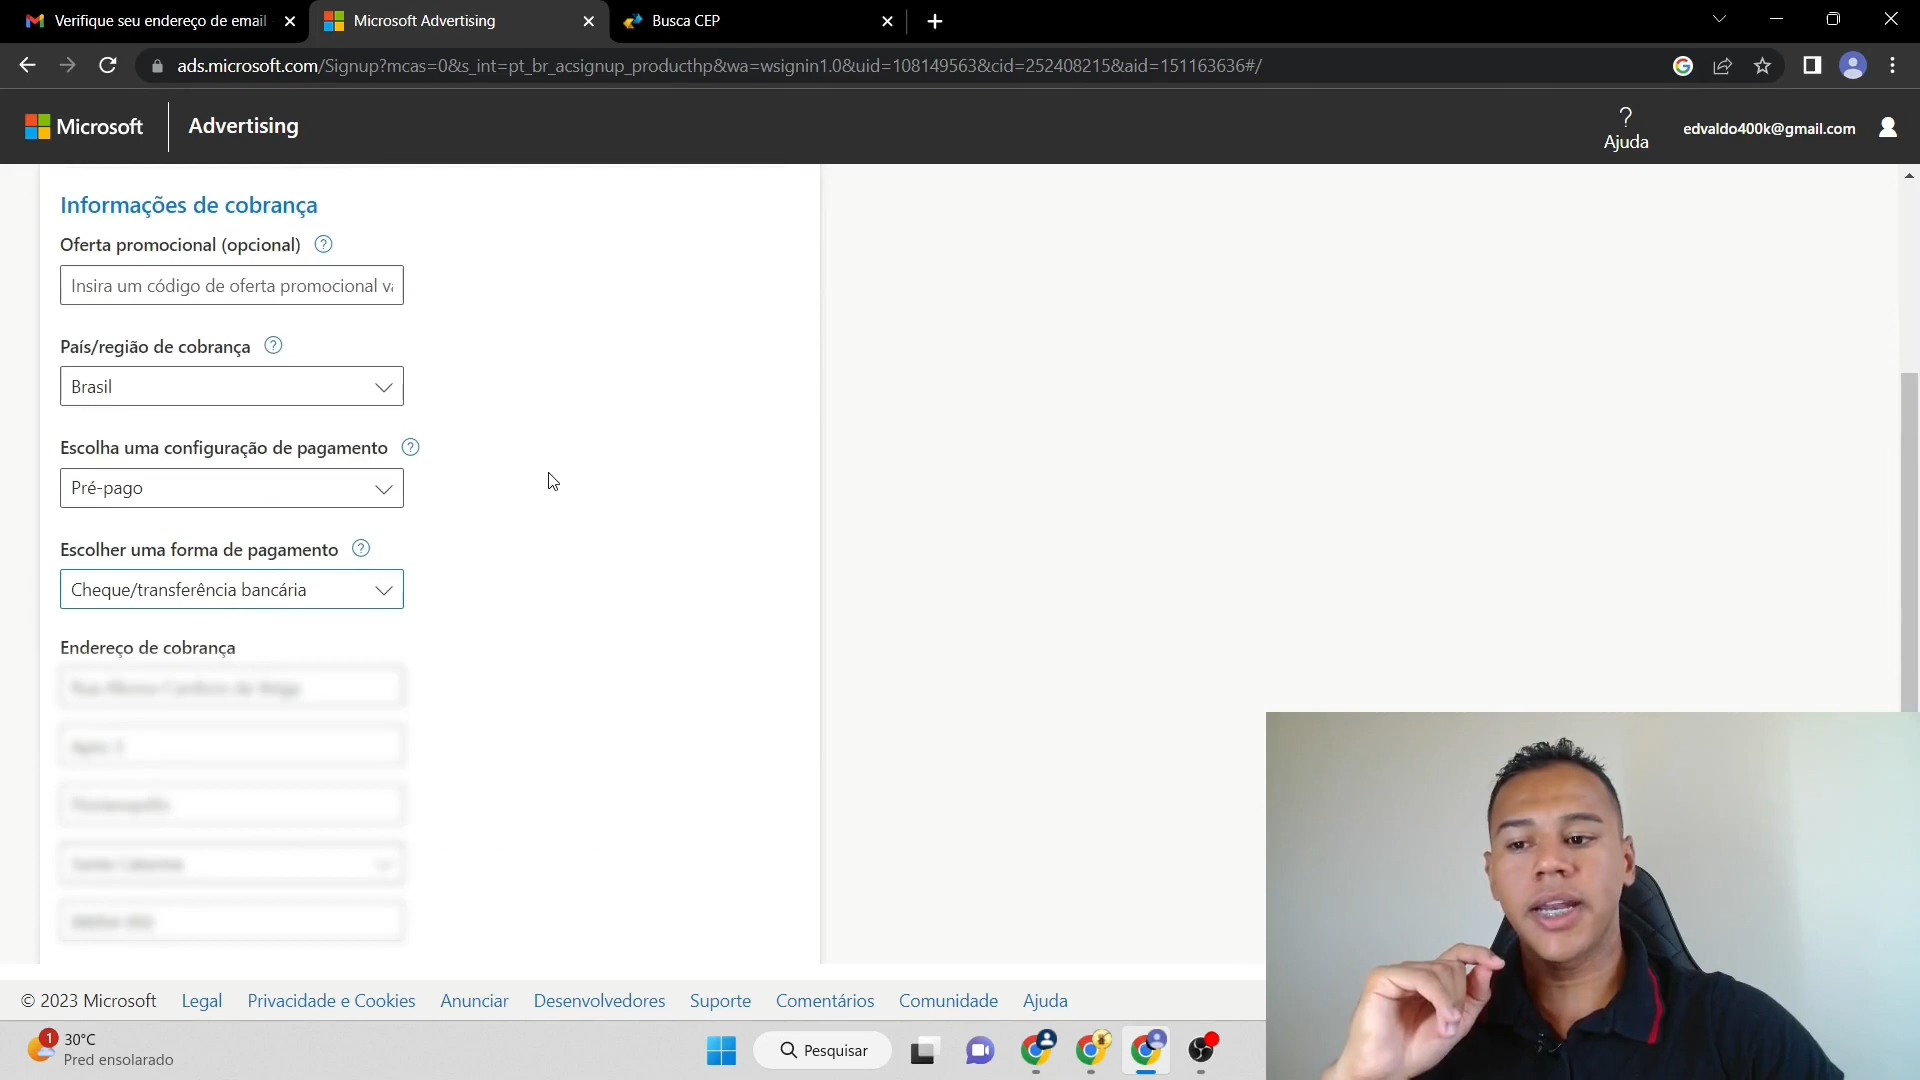 Verifique seu endereço de email
Microsoft Advertising
Busca CEP
ads.microsoft.com/Signup?mcas=0&s_int=pt_br_acsignup_producthp&wa=wsignin1.0&uid=108149563&cid=252408215&aid=151163636#/
Microsoft
Advertising
?
Ajuda
edvaldo400k@gmail.com
Informações de cobrança
Oferta promocional (opcional) ?
Insira um código de oferta promocional vá
País/região de cobrança ?
Brasil
Escolha uma configuração de pagamento ?
Pré-pago
Escolher uma forma de pagamento ?
Cheque/transferência bancária
Endereço de cobrança
© 2023 Microsoft Legal Privacidade e Cookies Anunciar Desenvolvedores Suporte Comentários Comunidade Ajuda
1
30°C
Pred ensolarado
Pesquisar